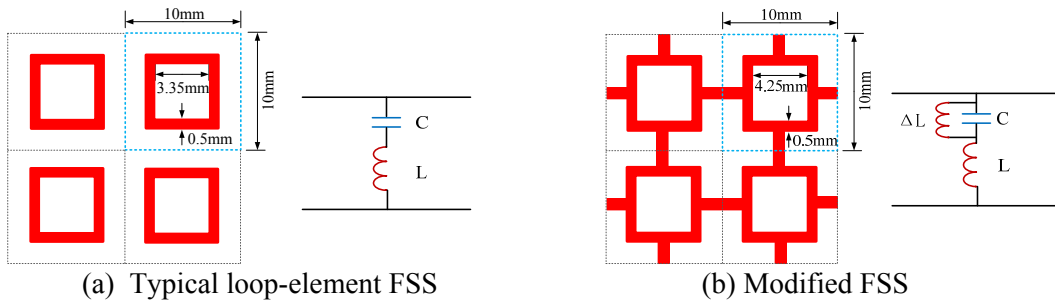 10mm
10mm
3.35mm
0.5mm
C
L
(a) Typical loop-element FSS
10mm
10mm
4.25mm
0.5mm
ΔL
C
L
(b) Modified FSS